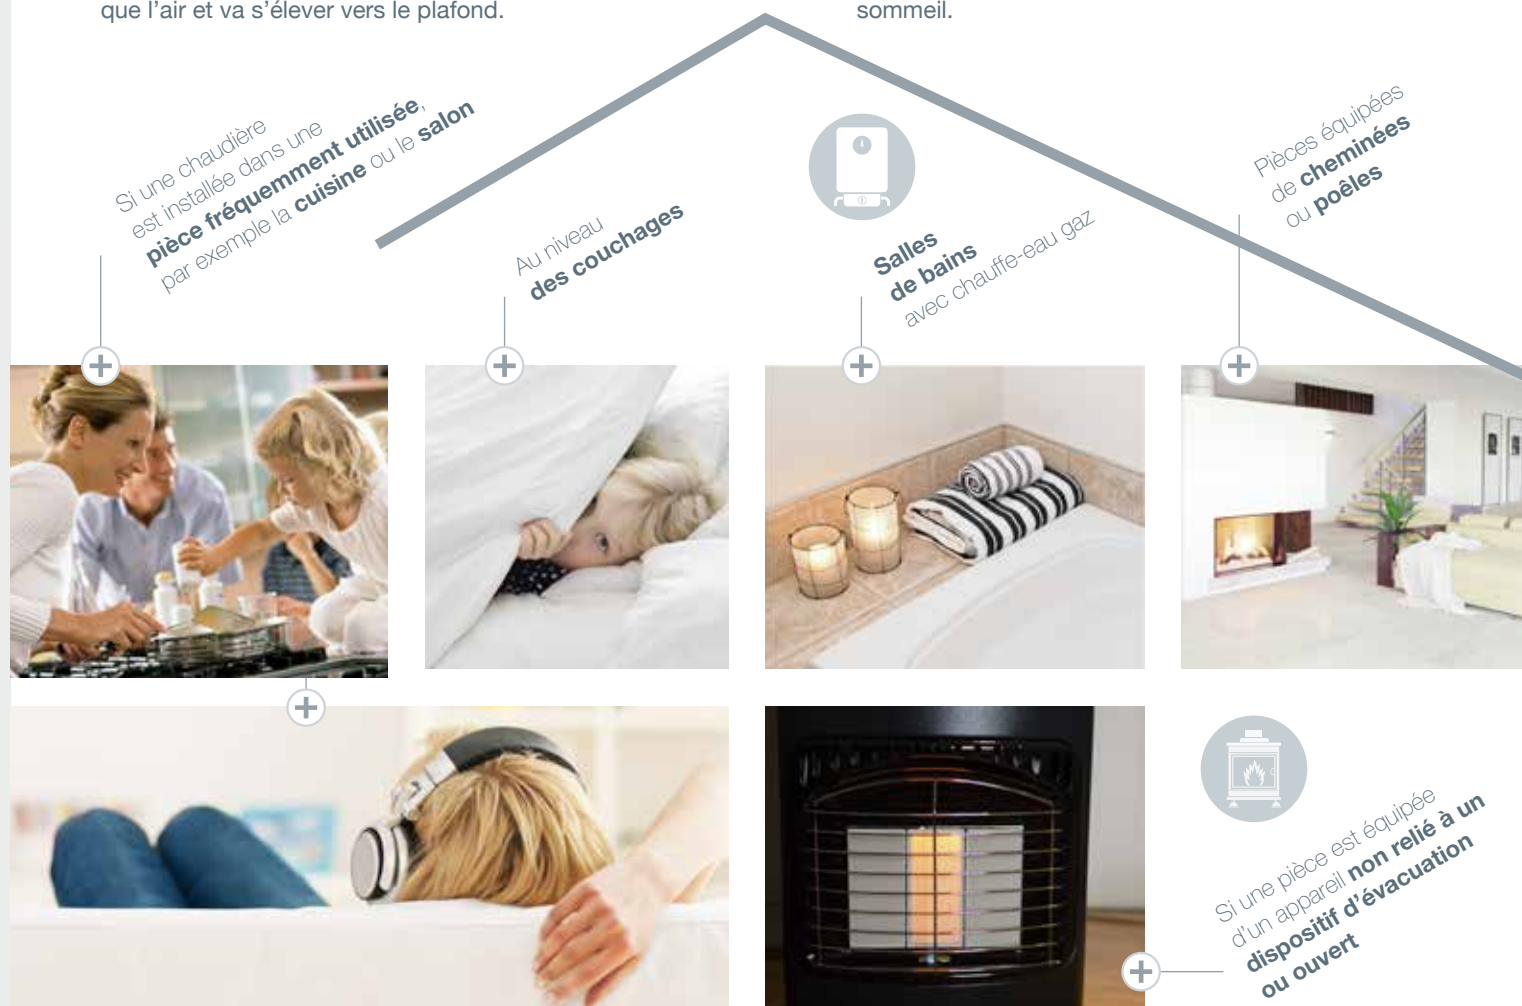 que l’air et va s’élever vers le plafond.
sommeil.
Si une chaudière
est installée dans une
pièce fréquemment utilisée,
par exemple la cuisine ou le salon
Au niveau
des couchages
Salles
de bains
avec chauffe-eau gaz
Pièces équipées
de cheminées
ou poêles
Si une pièce est équipée
d’un appareil non relié à un
dispositif d’évacuation
ou ouvert